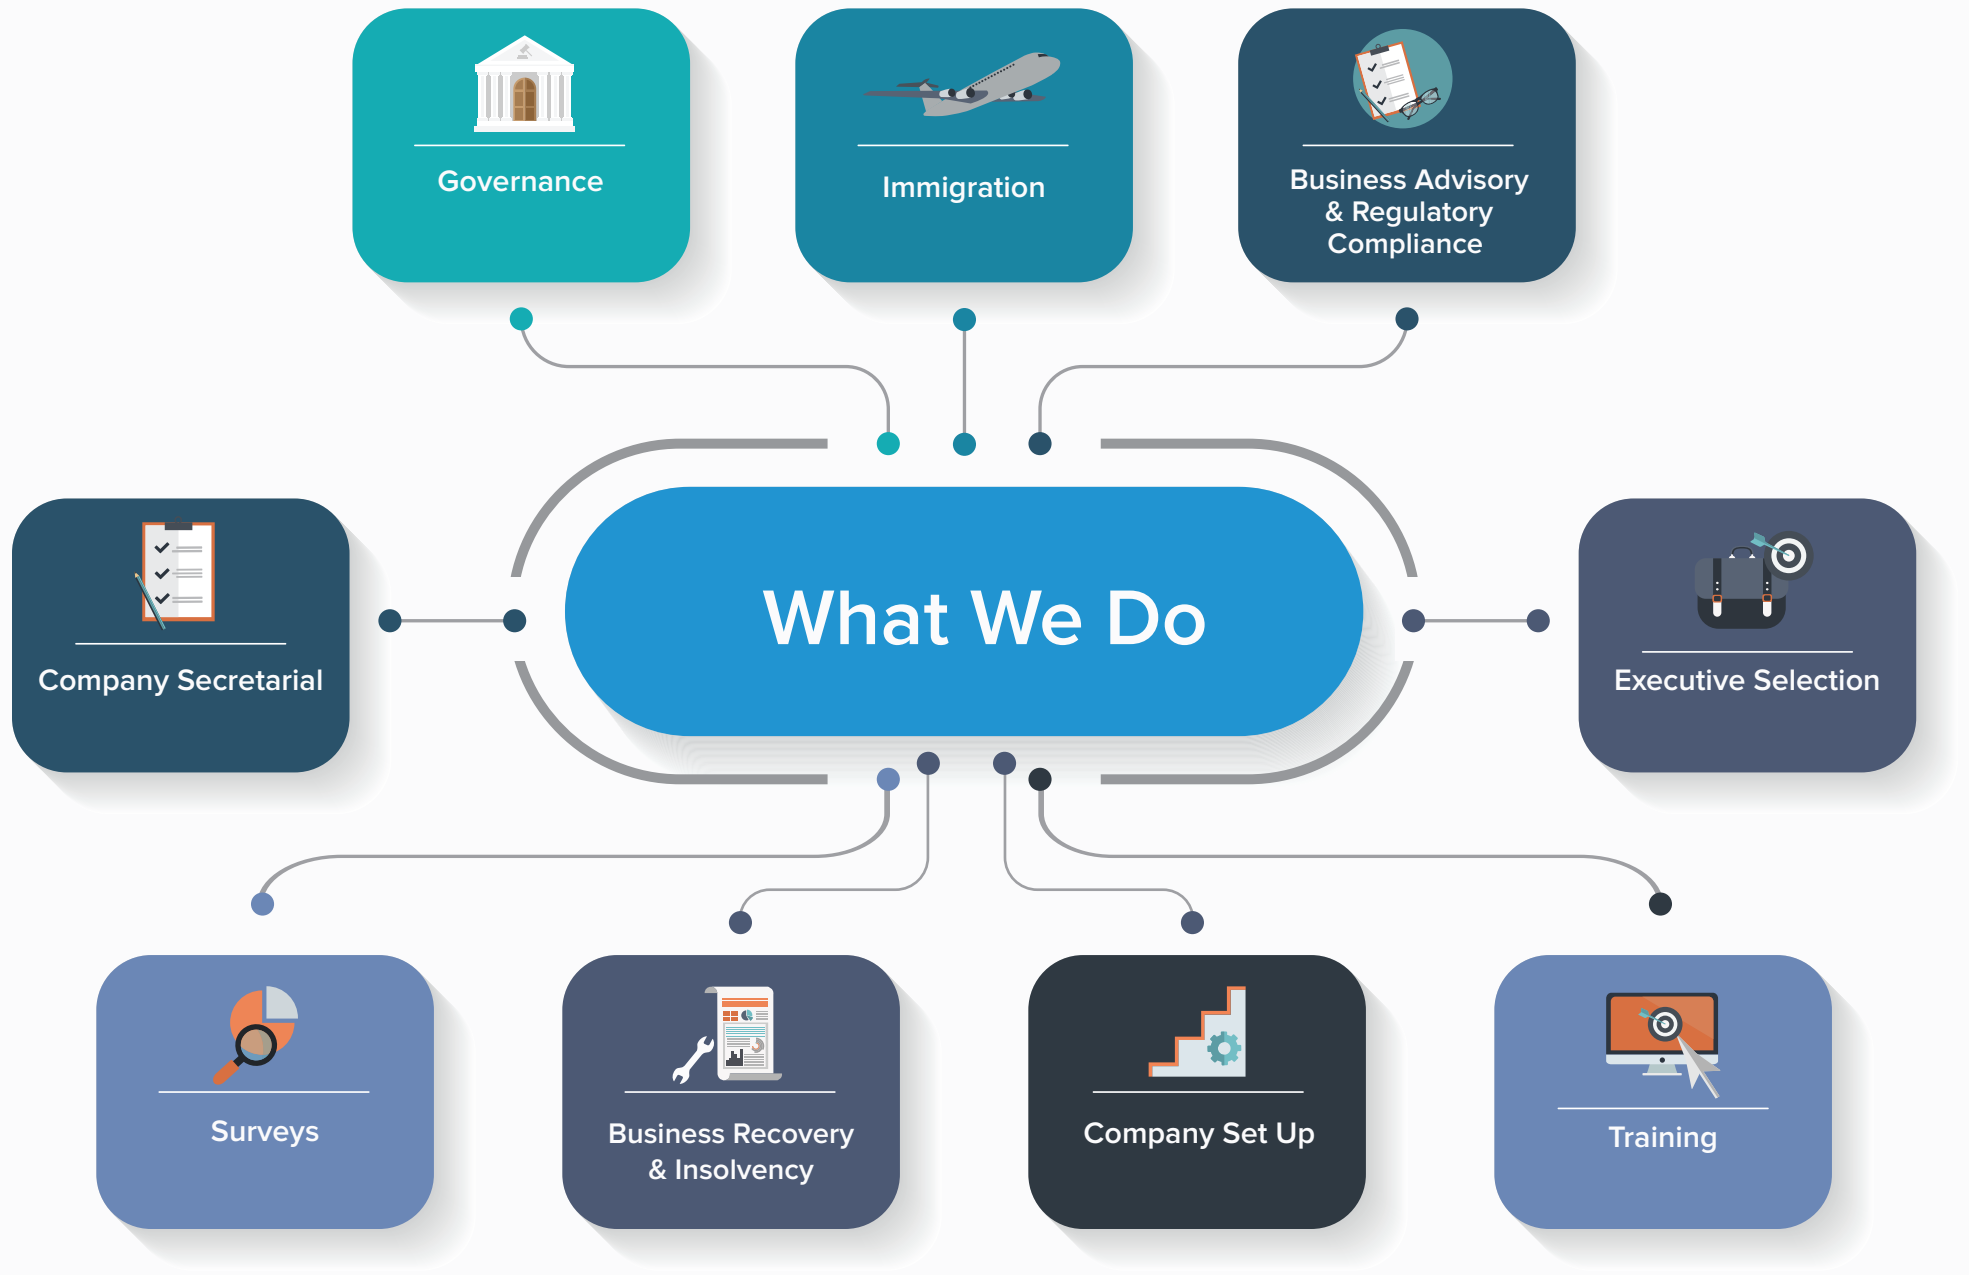 Governance
Immigration
Business Advisory
& Regulatory
Compliance
Company Secretarial
What We Do
Executive Selection
Surveys
Business Recovery
& Insolvency
Company Set Up
Training